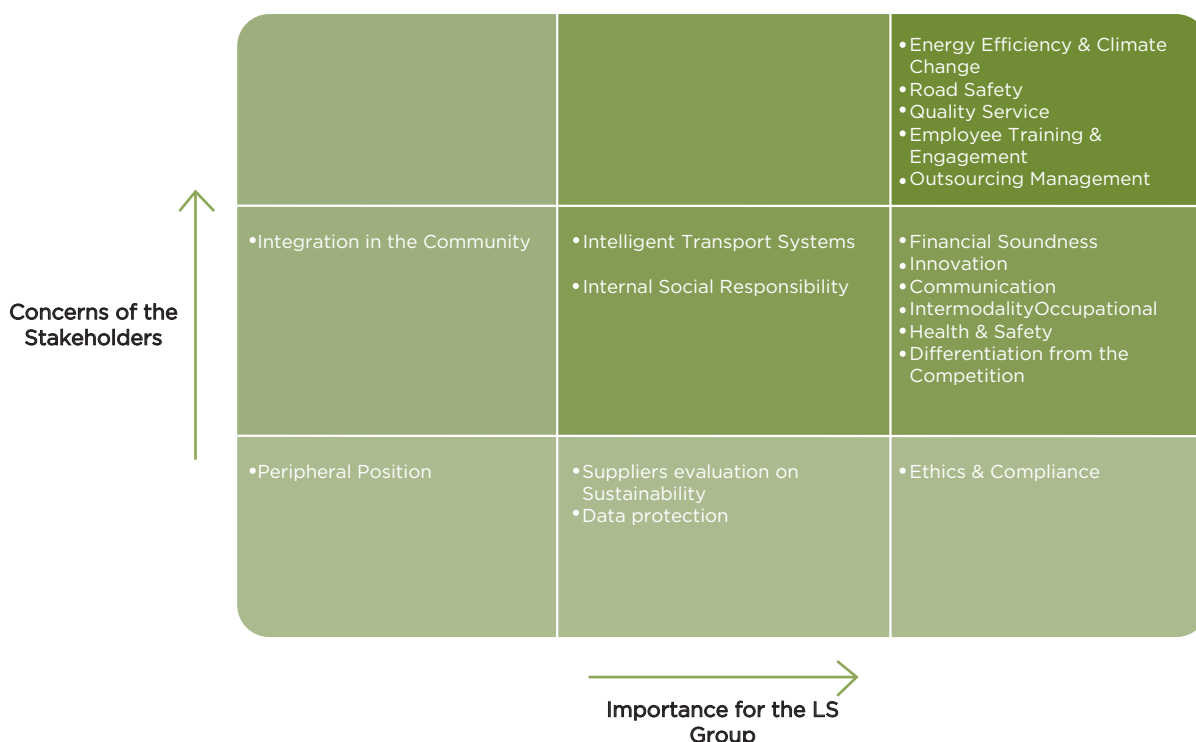 • Energy Efficiency & Climate
Change
• Road Safety
• Quality Service
• Employee Training &
Engagement
• Outsourcing Management
• Integration in the Community
• Intelligent Transport Systems
• Internal Social Responsibility
• Financial Soundness
• Innovation
• Communication
• IntermodalityOccupational
• Health & Safety
• Differentiation from the
Competition
Concerns of the
Stakeholders
• Peripheral Position
• Suppliers evaluation on
Sustainability
• Data protection
• Ethics & Compliance
Importance for the LS
Group